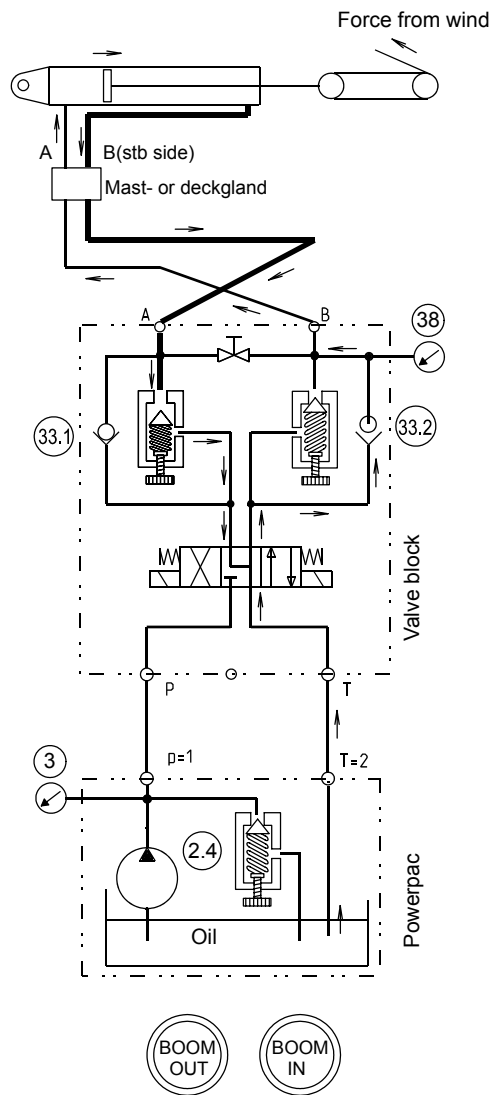 Force from wind
A
B(stb side)
Mast- or deckgland
A
B
38
33.1
33.2
Valve block
P
T
3
p=1
T=2
2.4
Powerpac
Oil
BOOM
OUT
BOOM
IN